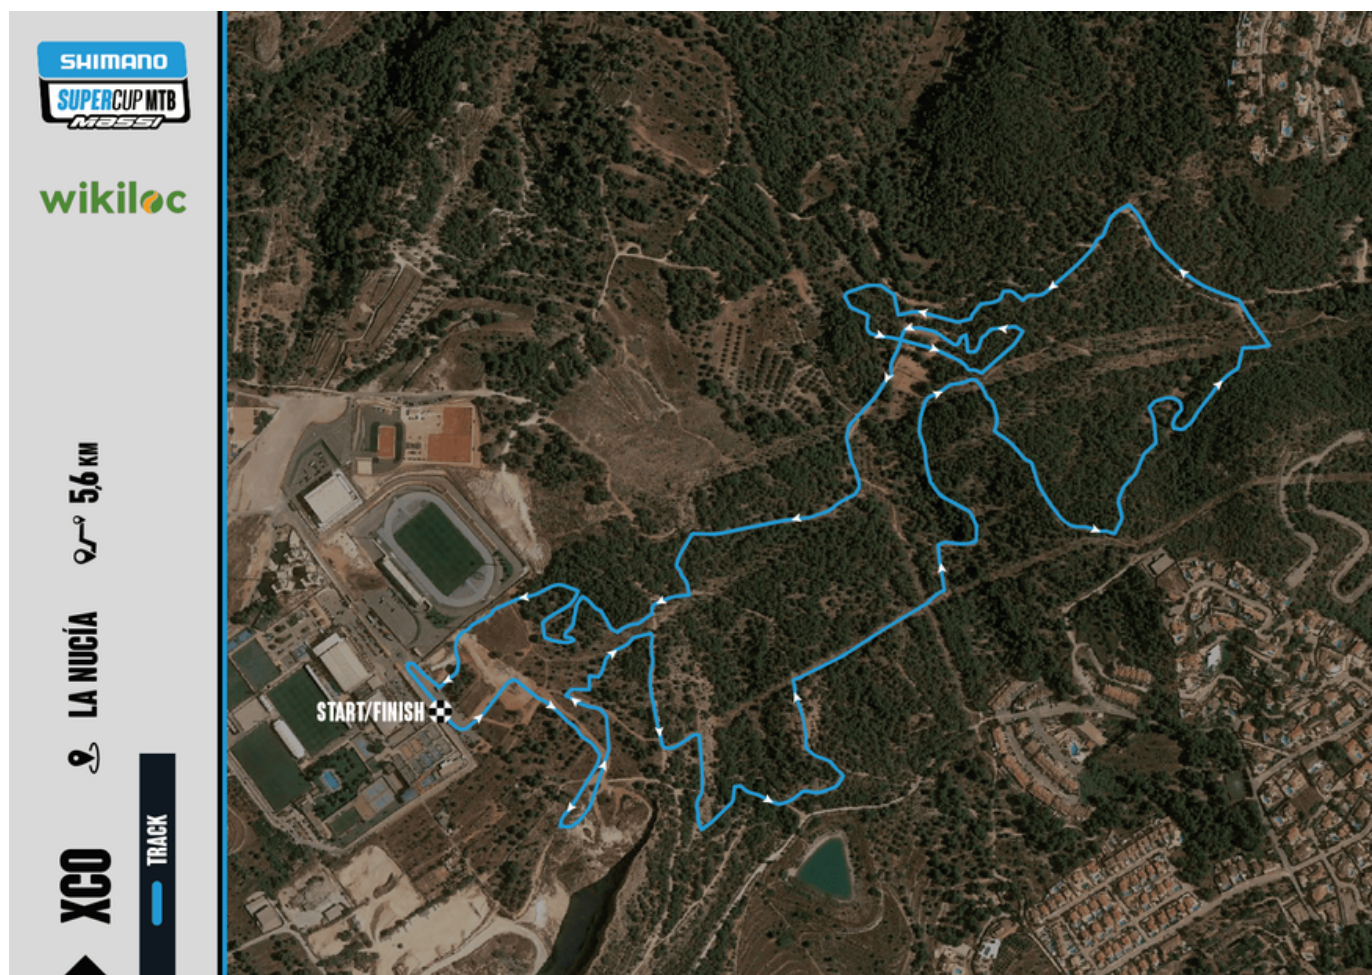 SHIMANO
SUPERCUP MTB
MASSI
wikiloc
XCO
LA NUCÍA
5,6 KM
TRACK
START/FINISH